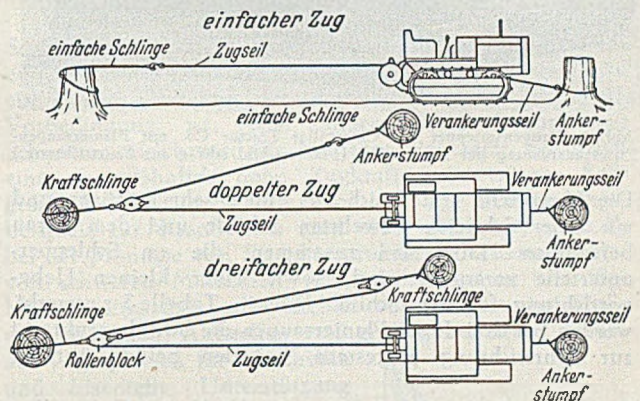 einfacher Zug
einfache Schlinge
Zugseil
einfache Schlinge
Verankerungsseil
Anker-
stumpf
Ankerstumpf
Kraftschlinge
doppelter Zug
Zugseil
Verankerungsseil
Anker-
stumpf
dreifacher Zug
Kraftschlinge
Kraftschlinge
Rollenblock
Zugseil
Verankerungsseil
Anker-
stumpf